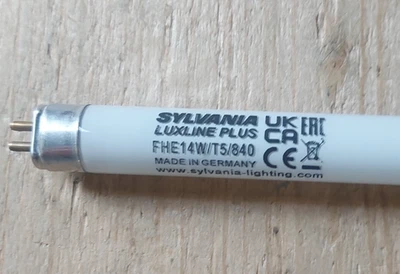 SYLVANIA
LUXLINE PLUS
FHE14W/T5/840
MADE IN GERMANY
www.sylvania-lighting.com
UK
CA
EAC
CE